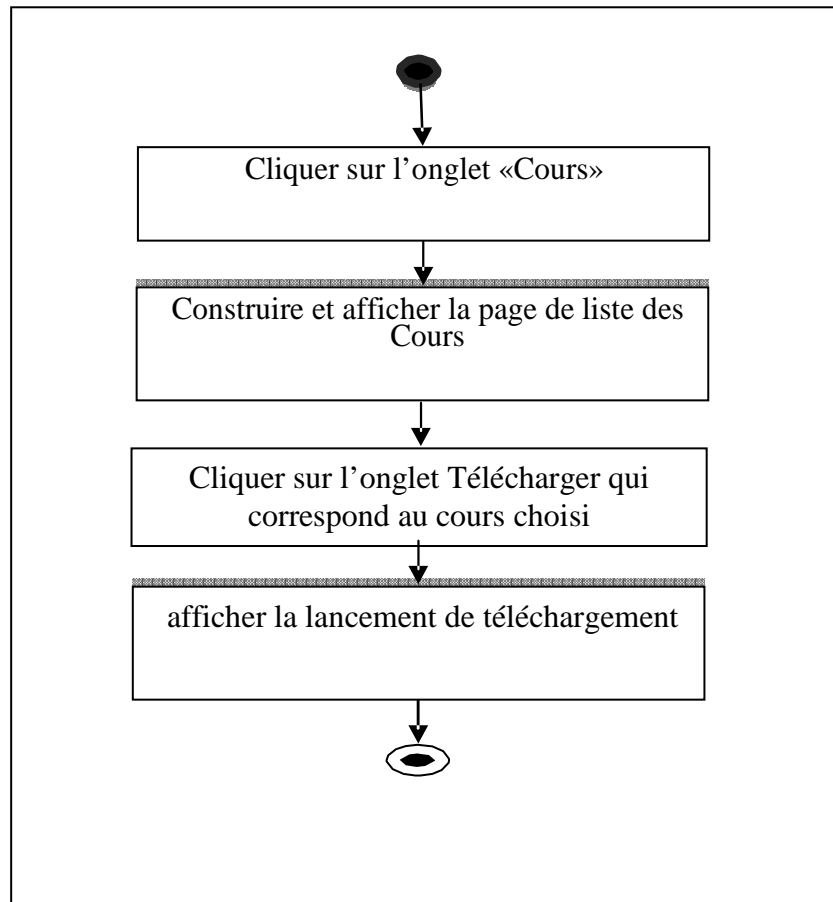 Cliquer sur l’onglet «Cours»
Construire et afficher la page de liste des
Cours
Cliquer sur l’onglet Télécharger qui
correspond au cours choisi
afficher la lancement de téléchargement